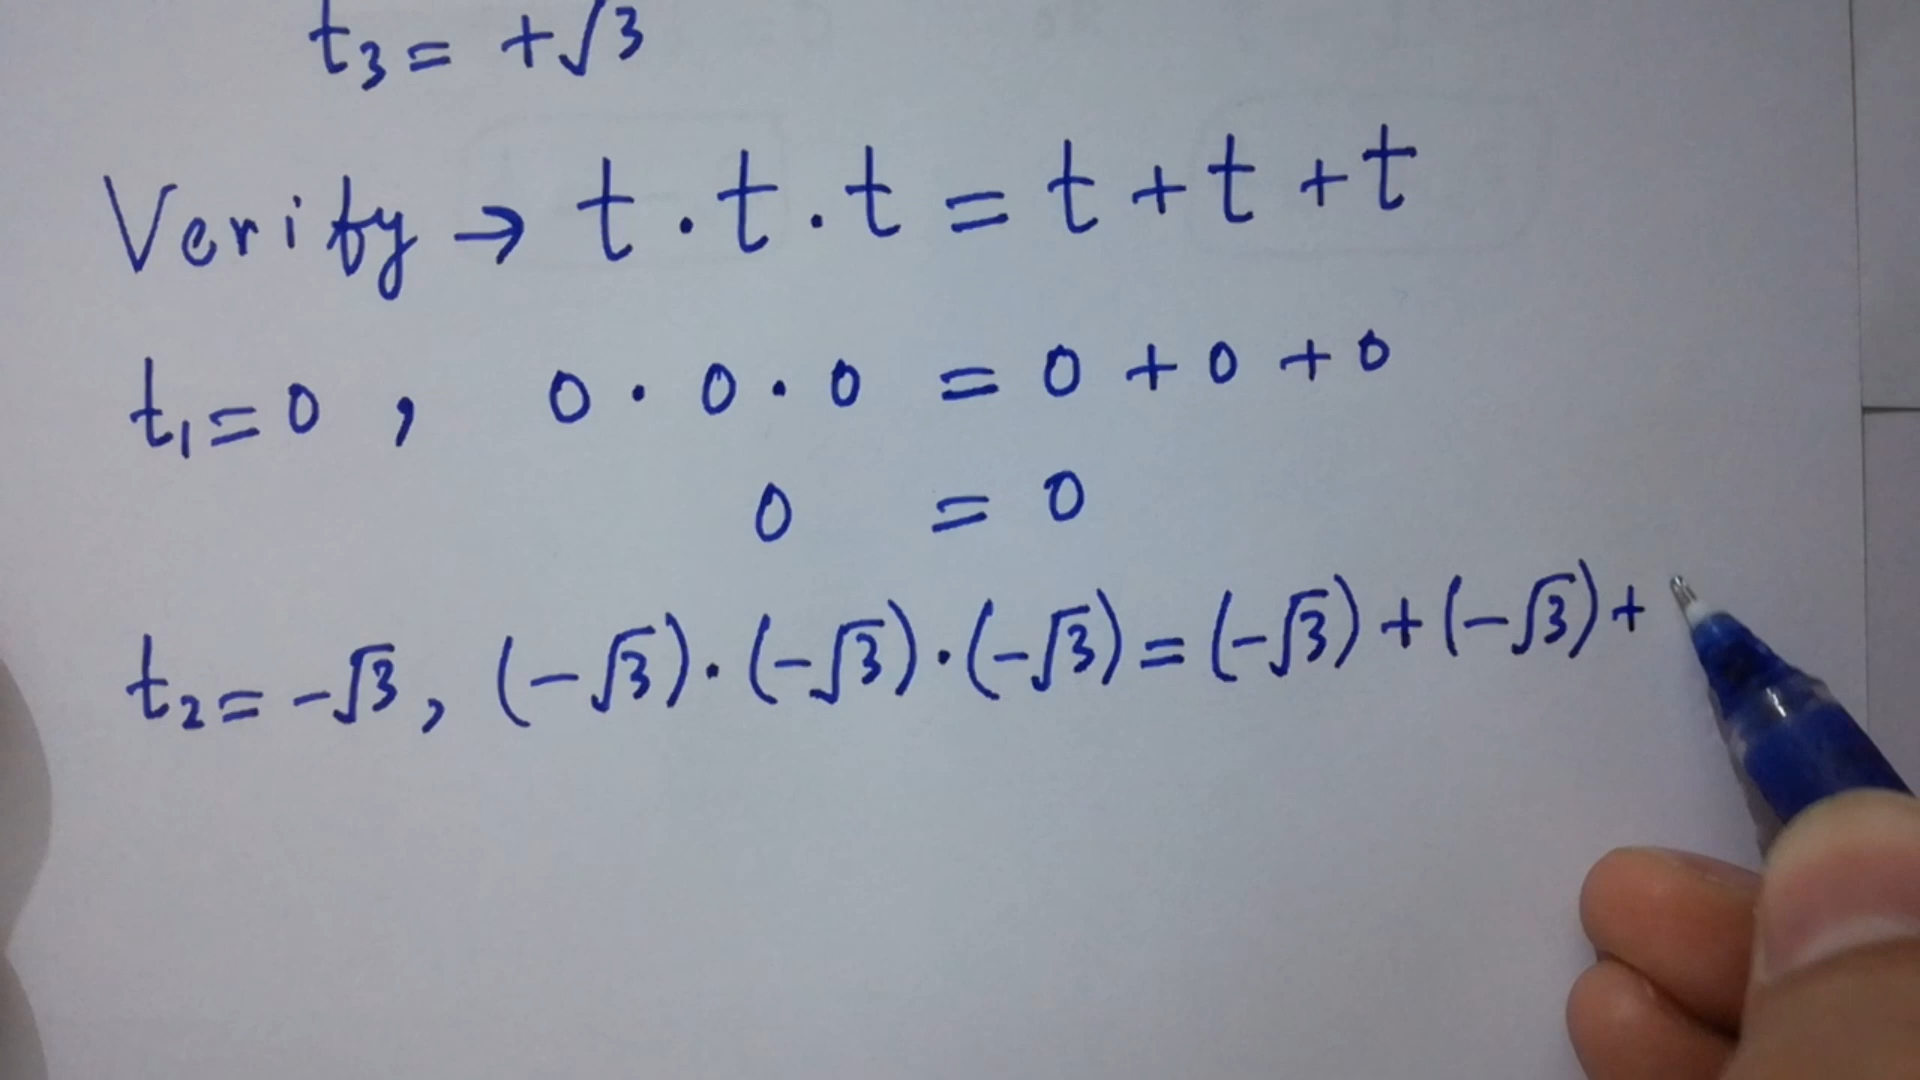 t₃ = +√3
Verify → t · t · t = t + t + t
t₁ = 0 , 0 · 0 · 0 = 0 + 0 + 0
0 = 0
t₂ = -√3, (-√3) · (-√3) · (-√3) = (-√3) + (-√3) +